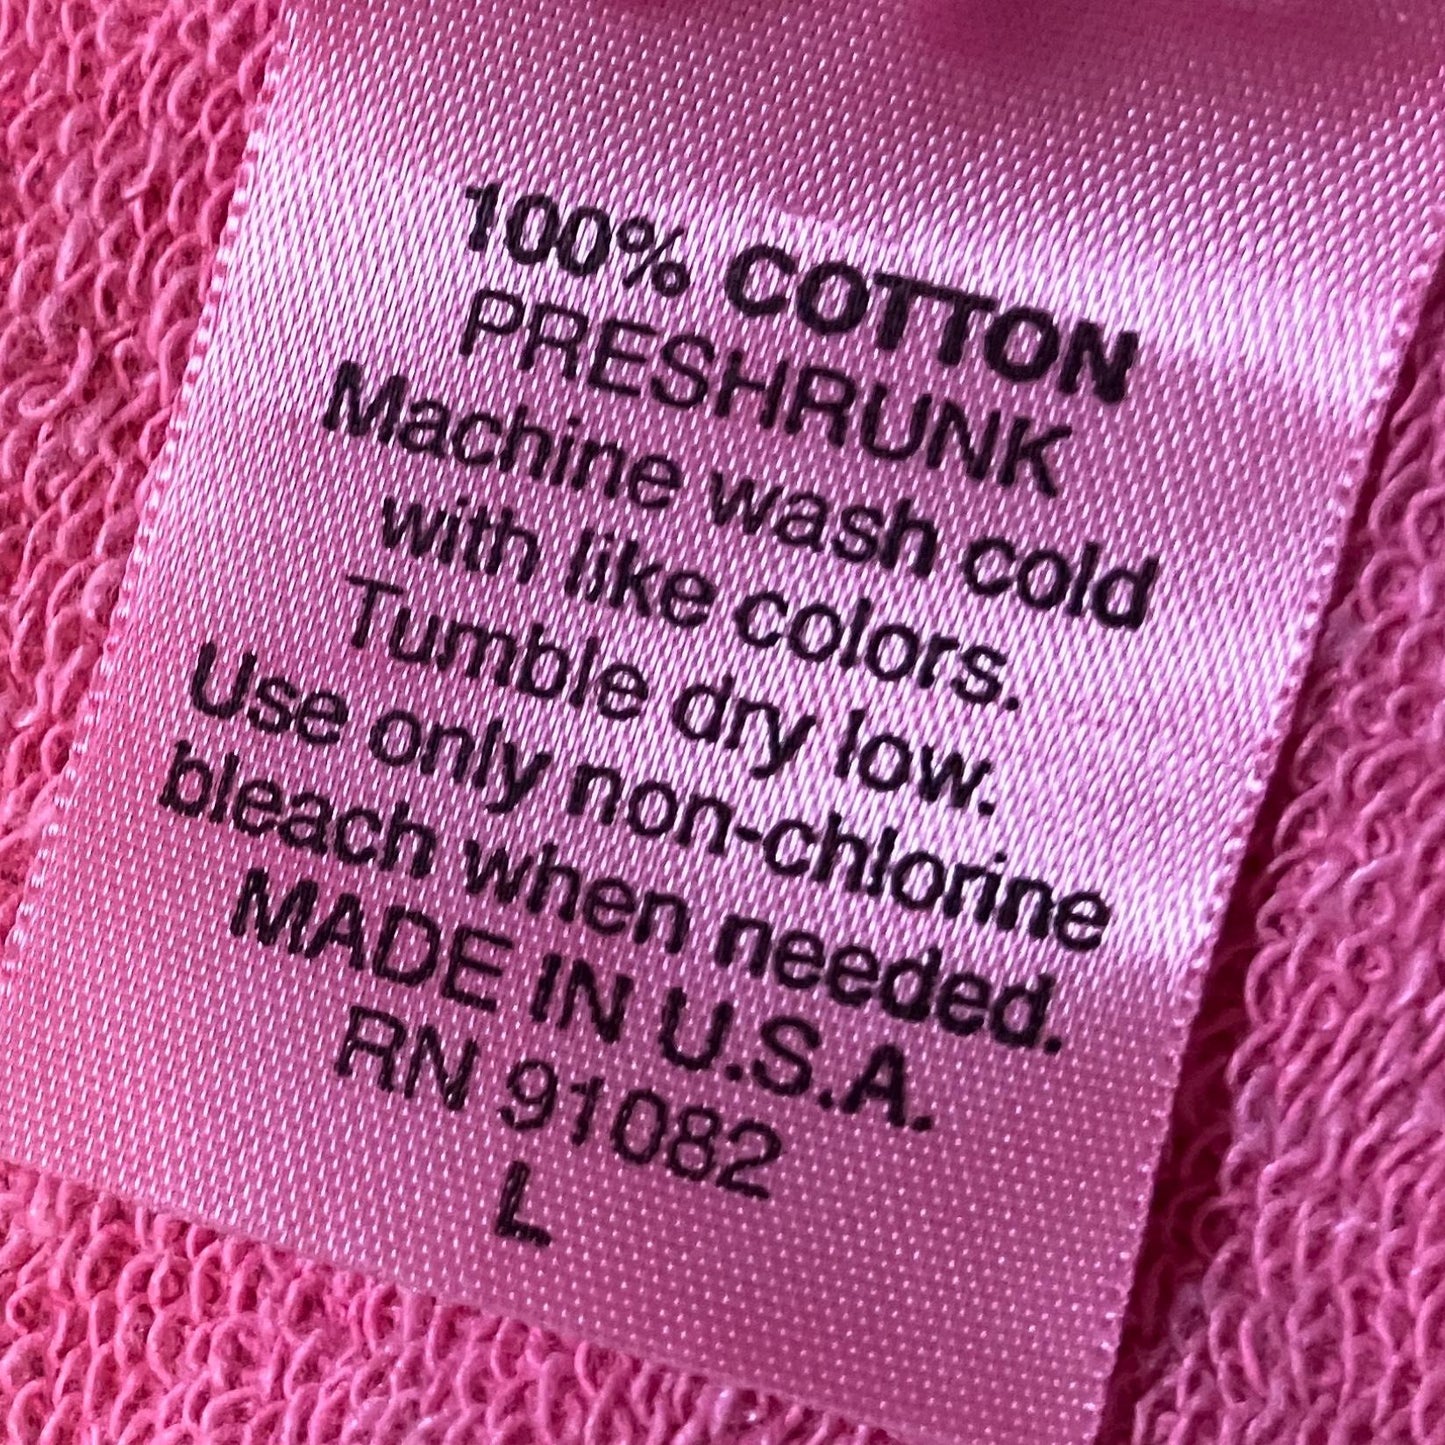 100% COTTON
PRESHRUNK
Machine wash cold
with like colors.
Tumble dry low.
Use only non-chlorine
bleach when needed.
MADE IN U.S.A.
RN 91082
L